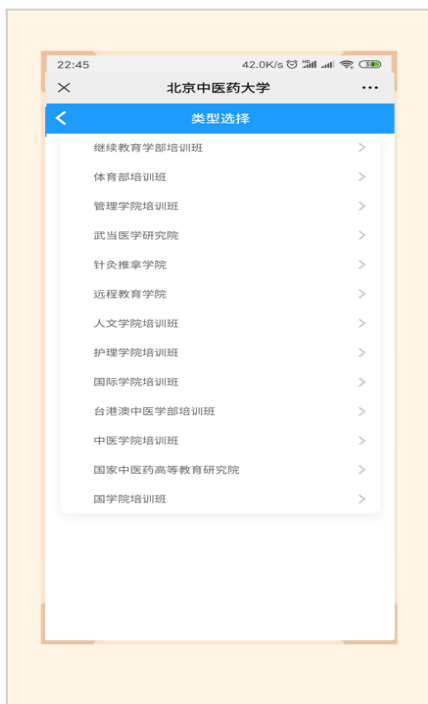 22:45 42.0K/s
北京中医药大学
类型选择
继续教育学部培训班
体育部培训班
管理学院培训班
武当医学研究院
针灸推拿学院
远程教育学院
人文学院培训班
护理学院培训班
国际学院培训班
台港澳中医学部培训班
中医学院培训班
国家中医药高等教育研究院
国学院培训班